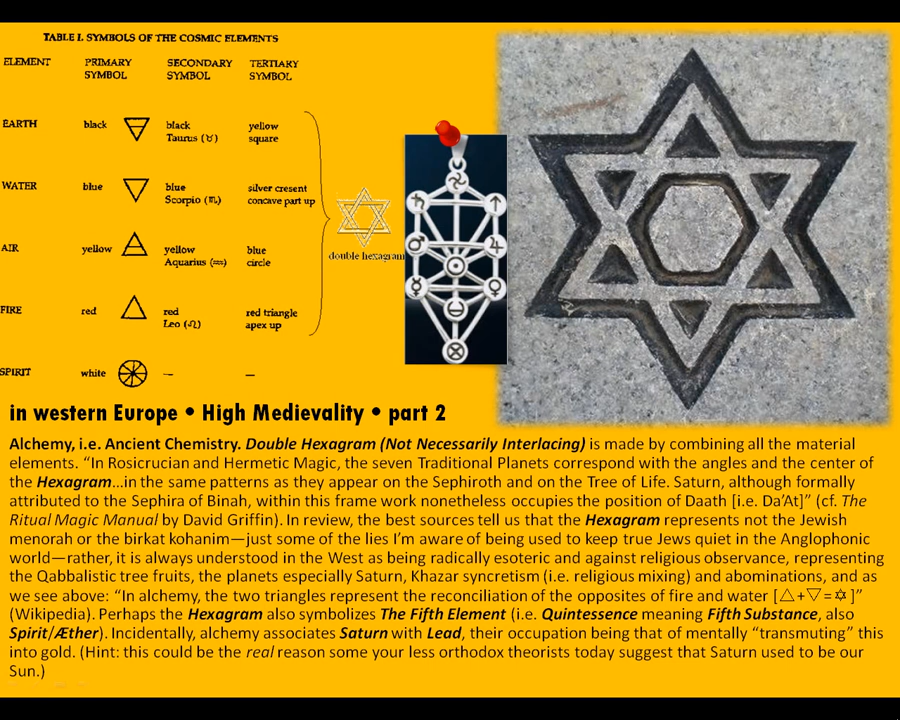 TABLE I. SYMBOLS OF THE COSMIC ELEMENTS
ELEMENT PRIMARY SYMBOL SECONDARY SYMBOL TERTIARY SYMBOL
EARTH black black Taurus (♉) yellow square
WATER blue blue Scorpio (♏) silver cresent concave part up
AIR yellow yellow Aquarius (♒) blue circle
FIRE red red Leo (♌) red triangle apex up
SPIRIT white — —
double hexagram
in western Europe • High Medievality • part 2
Alchemy, i.e. Ancient Chemistry. Double Hexagram (Not Necessarily Interlacing) is made by combining all the material
elements. “In Rosicrucian and Hermetic Magic, the seven Traditional Planets correspond with the angles and the center of
the Hexagram…in the same patterns as they appear on the Sephiroth and on the Tree of Life. Saturn, although formally
attributed to the Sephira of Binah, within this frame work nonetheless occupies the position of Daath [i.e. Da’At]” (cf. The
Ritual Magic Manual by David Griffin). In review, the best sources tell us that the Hexagram represents not the Jewish
menorah or the birkat kohanim—just some of the lies I’m aware of being used to keep true Jews quiet in the Anglophonic
world—rather, it is always understood in the West as being radically esoteric and against religious observance, representing
the Qabbalistic tree fruits, the planets especially Saturn, Khazar syncretism (i.e. religious mixing) and abominations, and as
we see above: “In alchemy, the two triangles represent the reconciliation of the opposites of fire and water [△+▽=✡]”
(Wikipedia). Perhaps the Hexagram also symbolizes The Fifth Element (i.e. Quintessence meaning Fifth Substance, also
Spirit/Æther). Incidentally, alchemy associates Saturn with Lead, their occupation being that of mentally “transmuting” this
into gold. (Hint: this could be the real reason some your less orthodox theorists today suggest that Saturn used to be our
Sun.)